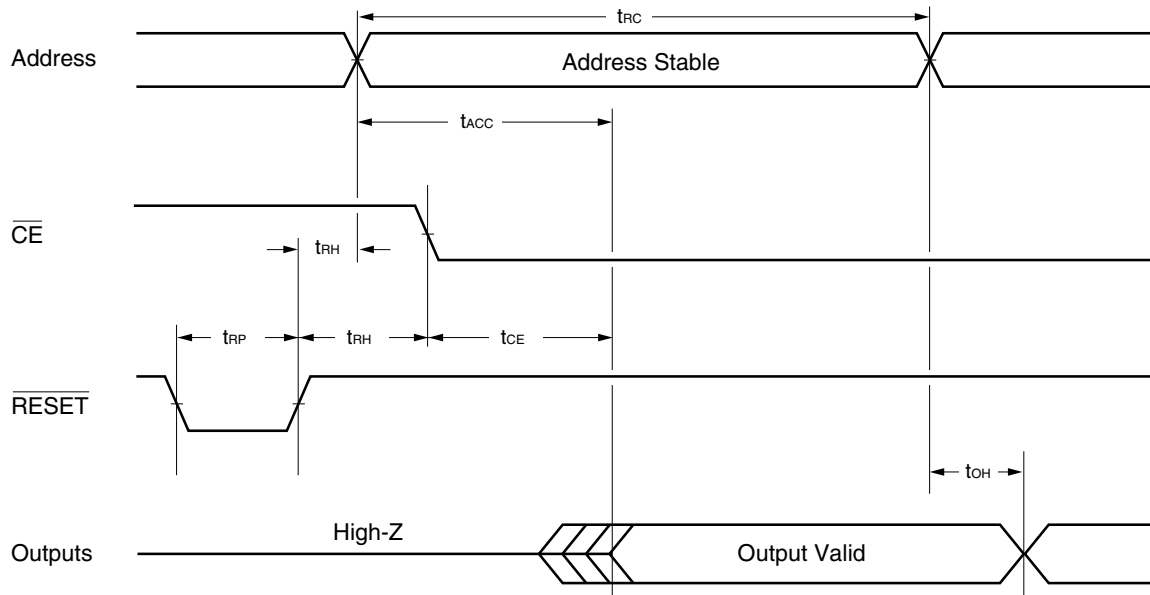 tRC
Address
Address Stable
tACC
CE
tRH
tRP
tRH
tCE
RESET
tOH
High-Z
Outputs
Output Valid